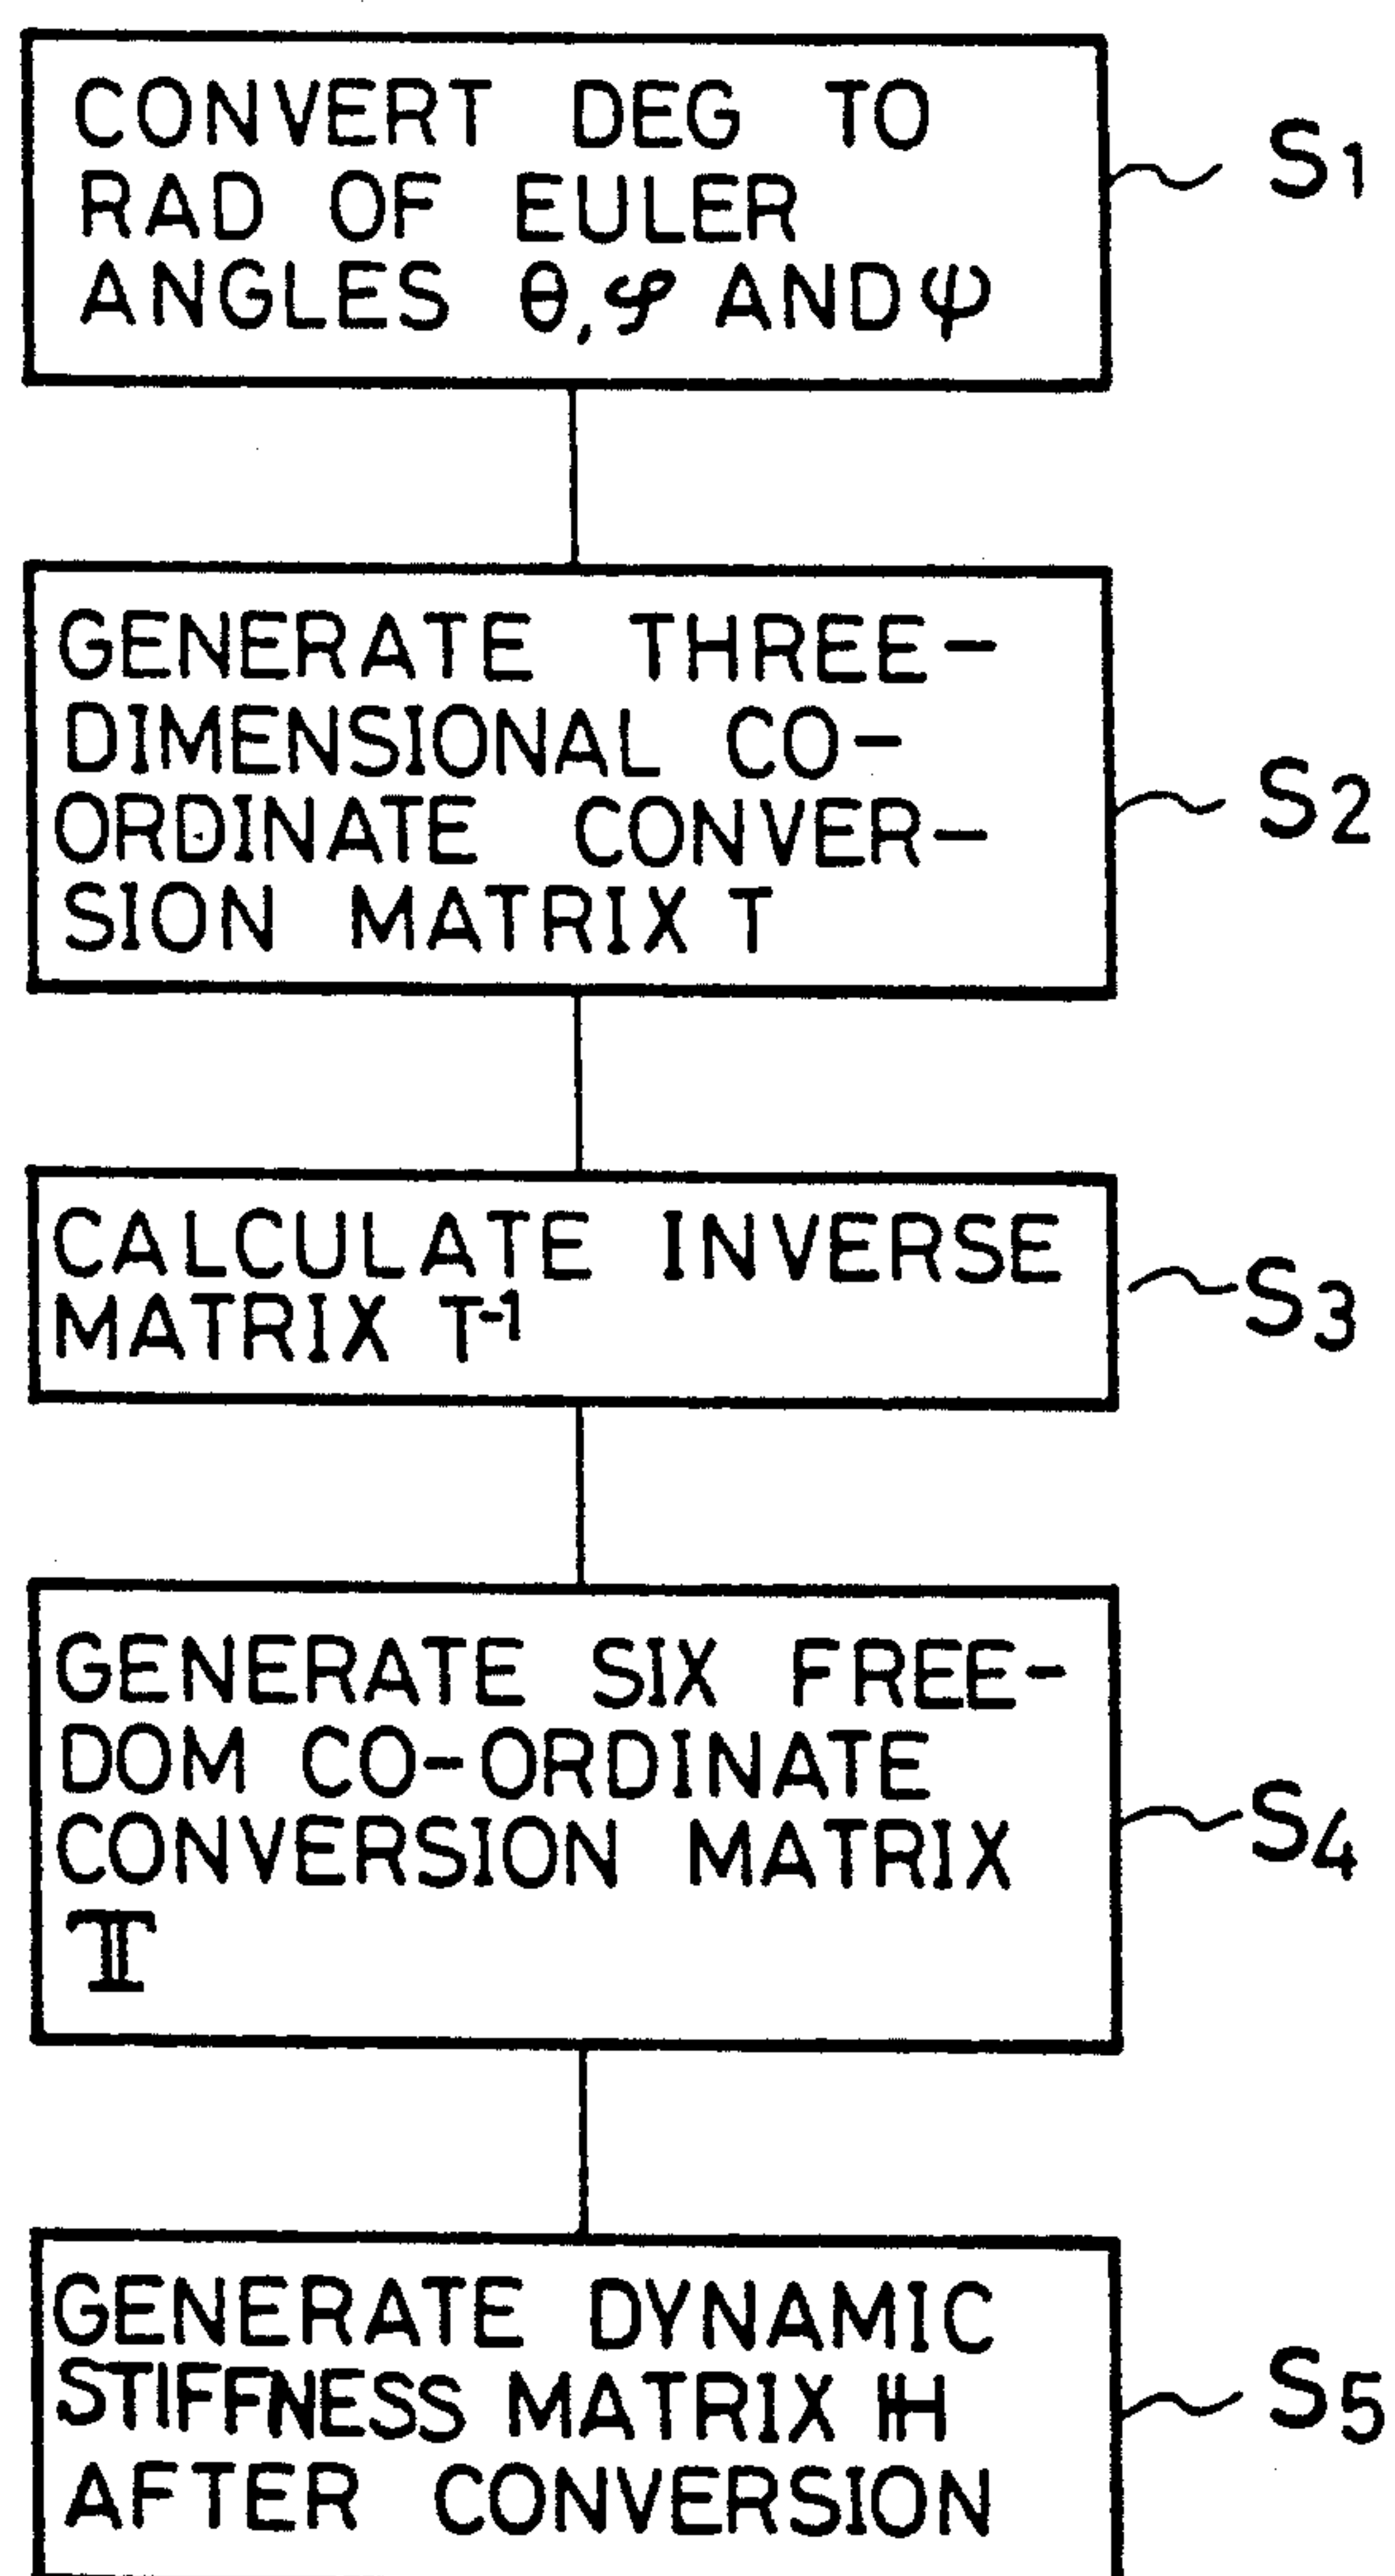 CONVERT DEG TO
RAD OF EULER
ANGLES θ, φ AND ψ
S1
GENERATE THREE-
DIMENSIONAL CO-
ORDINATE CONVER-
SION MATRIX T
S2
CALCULATE INVERSE
MATRIX T⁻¹
S3
GENERATE SIX FREE-
DOM CO-ORDINATE
CONVERSION MATRIX
𝕋
S4
GENERATE DYNAMIC
STIFFNESS MATRIX ℍ
AFTER CONVERSION
S5